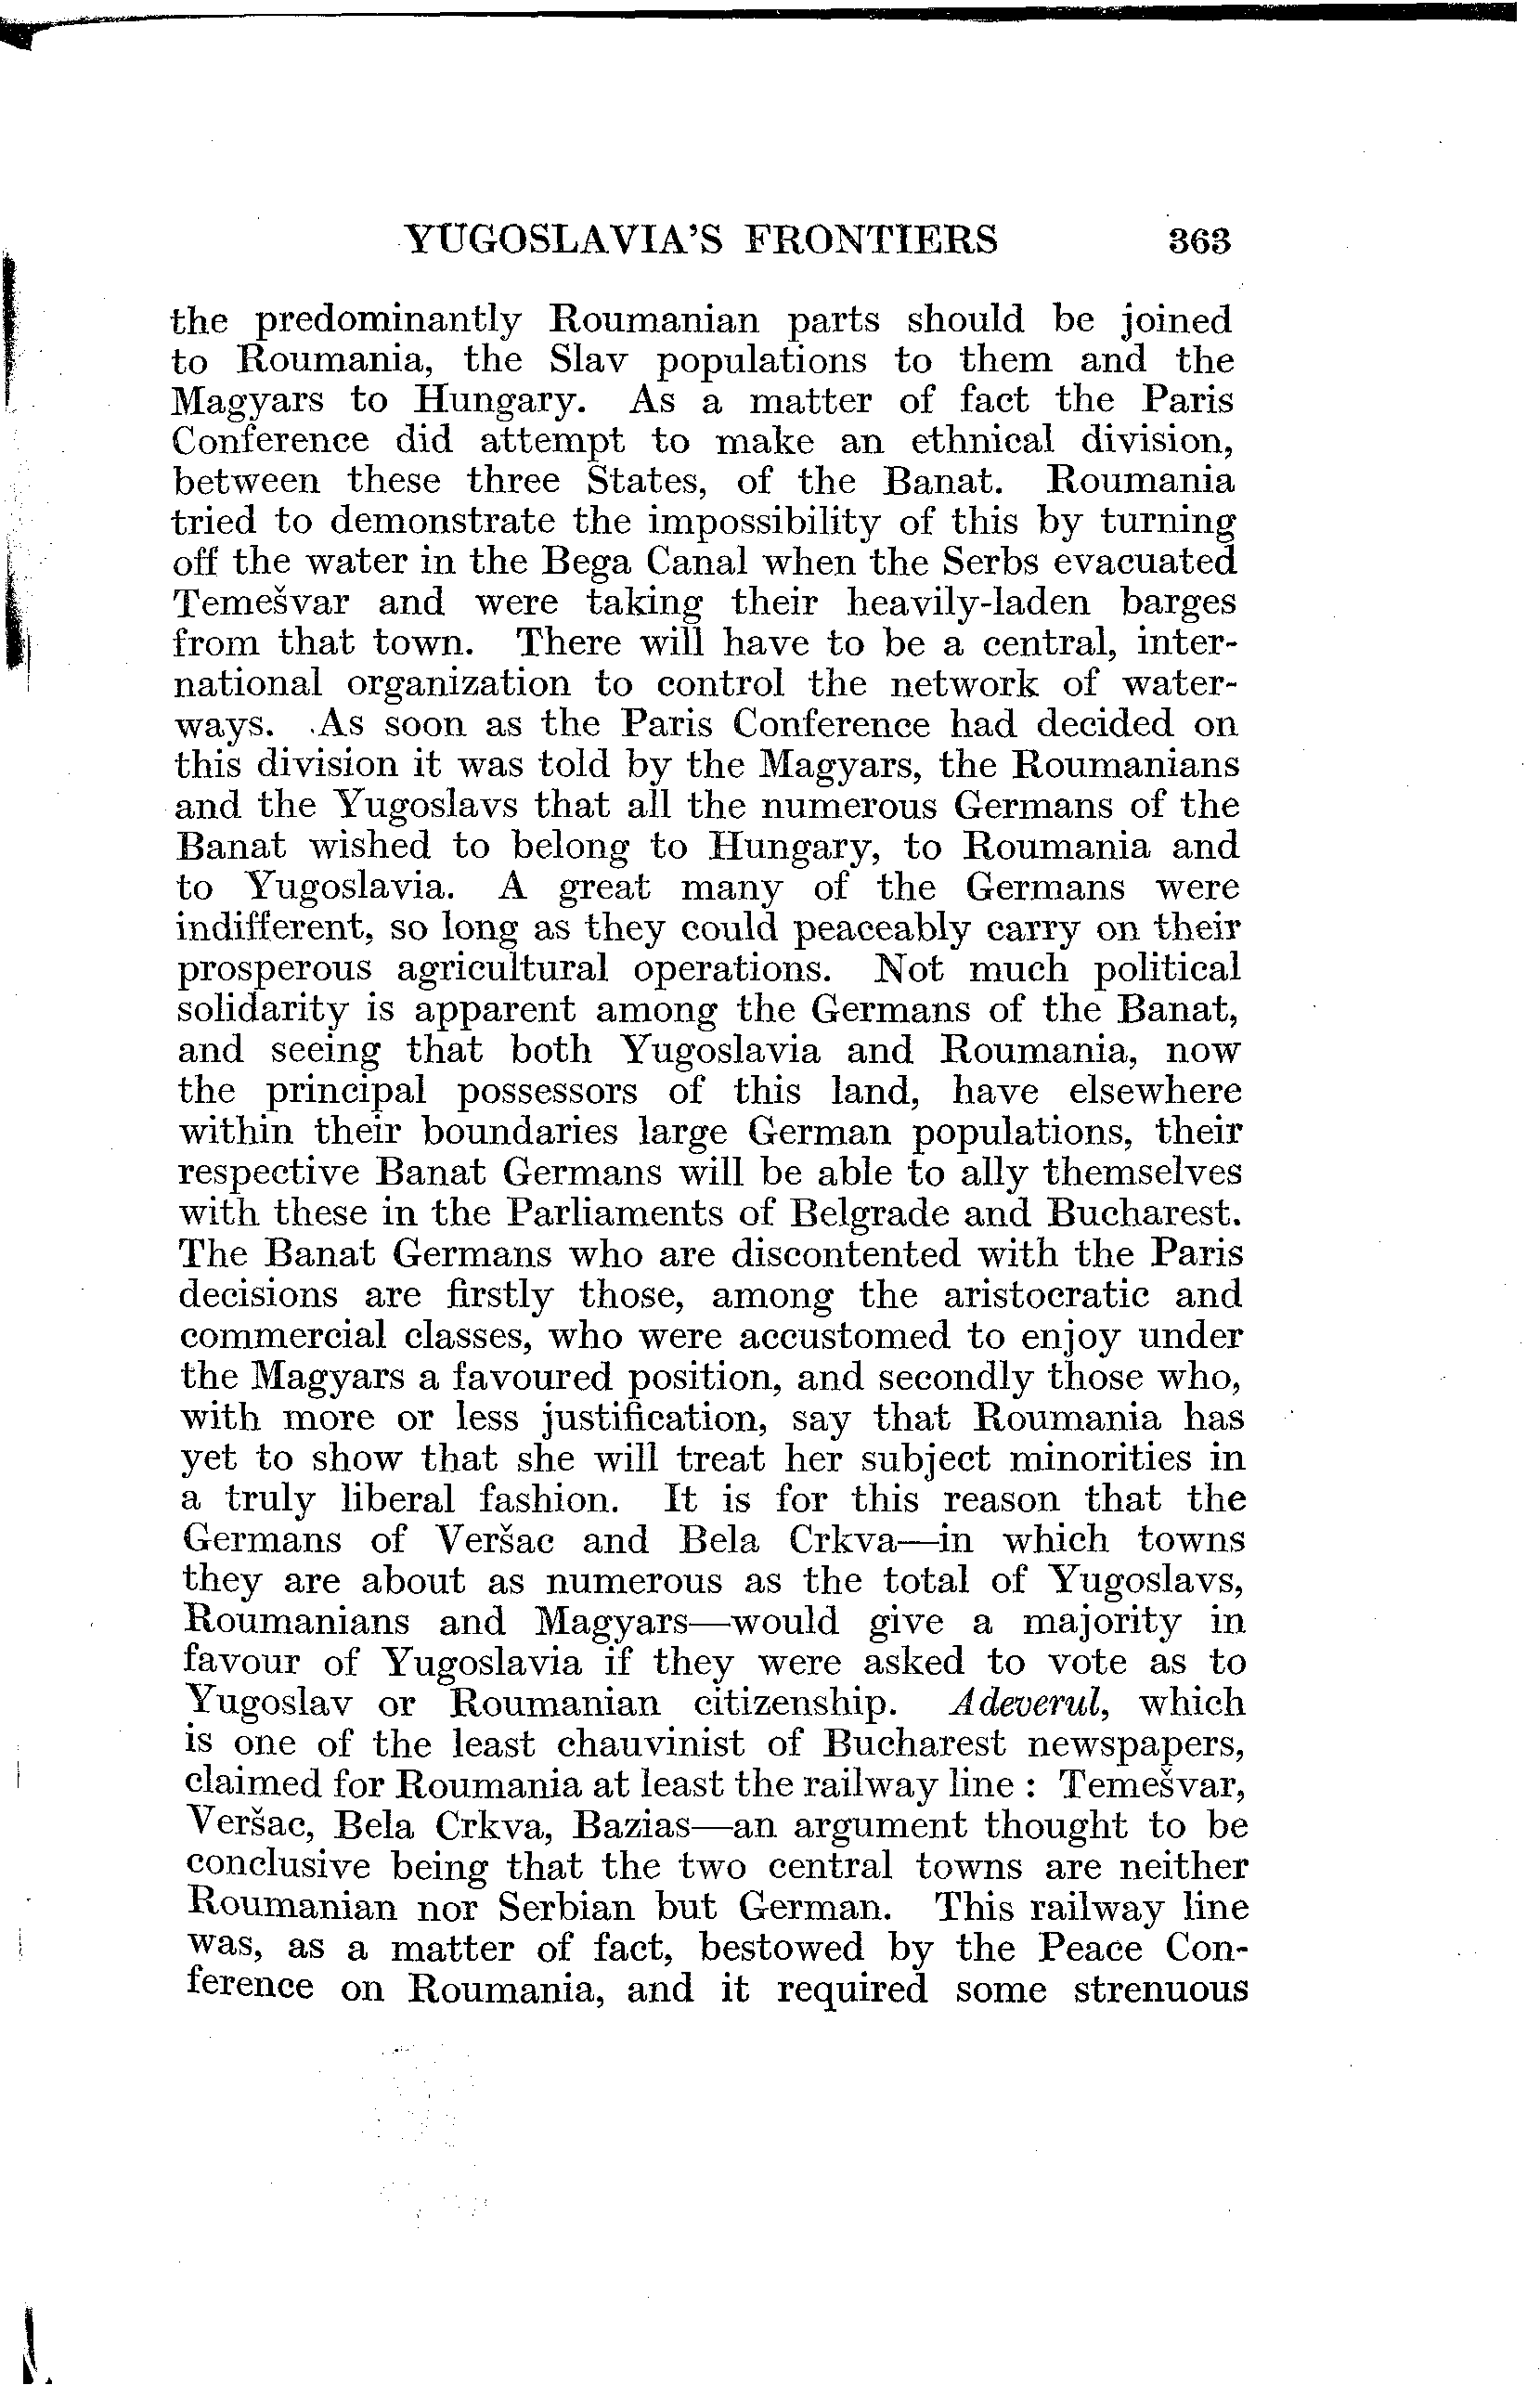 YUGOSLAVIA'S FRONTIERS 363
the predominantly Roumanian parts should be joined
to Roumania, the Slav populations to them and the
Magyars to Hungary. As a matter of fact the Paris
Conference did attempt to make an ethnical division,
between these three States, of the Banat. Roumania
tried to demonstrate the impossibility of this by turning
off the water in the Bega Canal when the Serbs evacuated
Temešvar and were taking their heavily-laden barges
from that town. There will have to be a central, inter-
national organization to control the network of water-
ways. As soon as the Paris Conference had decided on
this division it was told by the Magyars, the Roumanians
and the Yugoslavs that all the numerous Germans of the
Banat wished to belong to Hungary, to Roumania and
to Yugoslavia. A great many of the Germans were
indifferent, so long as they could peaceably carry on their
prosperous agricultural operations. Not much political
solidarity is apparent among the Germans of the Banat,
and seeing that both Yugoslavia and Roumania, now
the principal possessors of this land, have elsewhere
within their boundaries large German populations, their
respective Banat Germans will be able to ally themselves
with these in the Parliaments of Belgrade and Bucharest.
The Banat Germans who are discontented with the Paris
decisions are firstly those, among the aristocratic and
commercial classes, who were accustomed to enjoy under
the Magyars a favoured position, and secondly those who,
with more or less justification, say that Roumania has
yet to show that she will treat her subject minorities in
a truly liberal fashion. It is for this reason that the
Germans of Veršac and Bela Crkva—in which towns
they are about as numerous as the total of Yugoslavs,
Roumanians and Magyars—would give a majority in
favour of Yugoslavia if they were asked to vote as to
Yugoslav or Roumanian citizenship. Adeverul, which
is one of the least chauvinist of Bucharest newspapers,
claimed for Roumania at least the railway line : Temešvar,
Veršac, Bela Crkva, Bazias—an argument thought to be
conclusive being that the two central towns are neither
Roumanian nor Serbian but German. This railway line
was, as a matter of fact, bestowed by the Peace Con-
ference on Roumania, and it required some strenuous